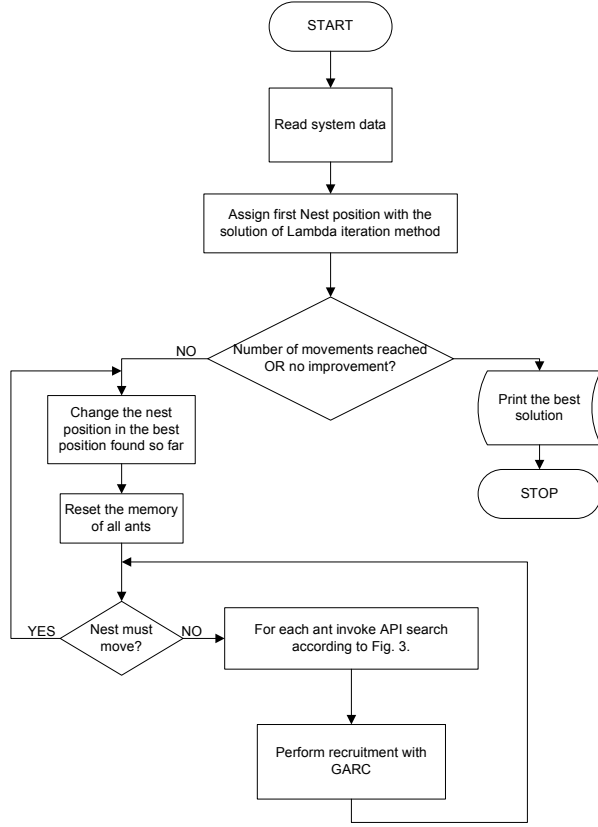 START
Read system data
Assign first Nest position with the
solution of Lambda iteration method
Number of movements reached
OR no improvement?
NO
Print the best
solution
STOP
Change the nest
position in the best
position found so far
Reset the memory
of all ants
Nest must
move?
YES
NO
For each ant invoke API search
according to Fig. 3.
Perform recruitment with
GARC